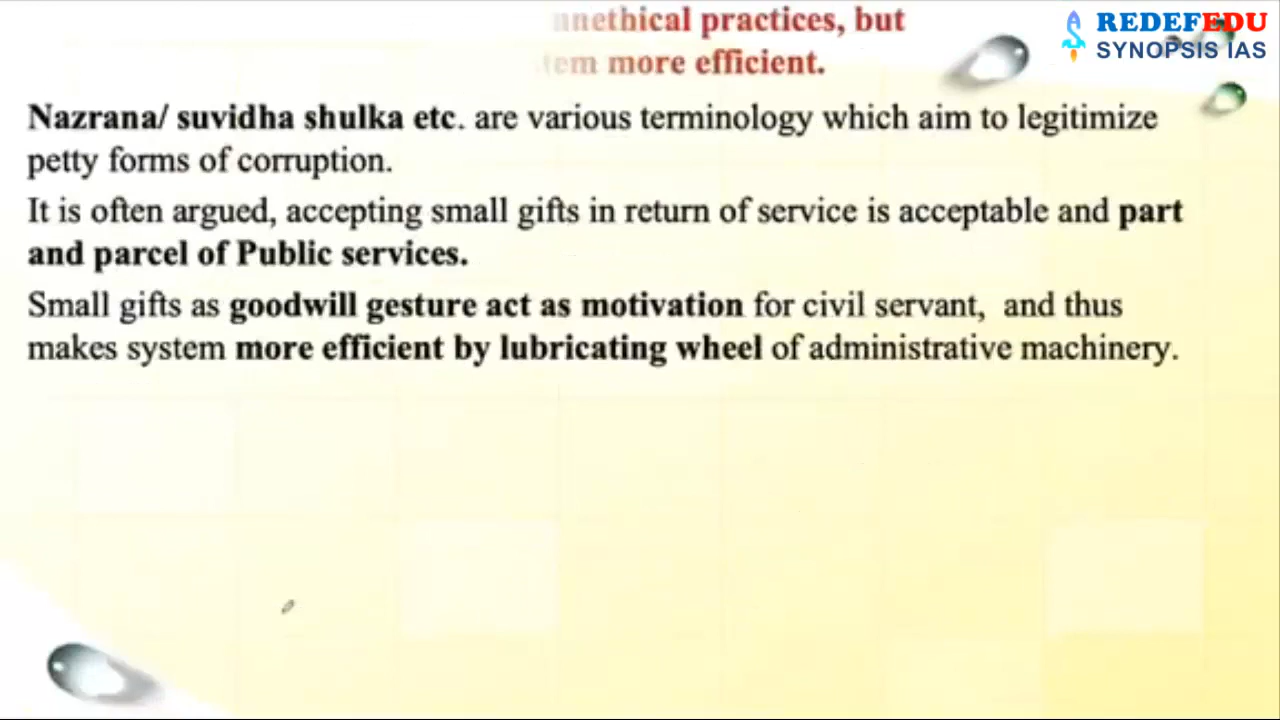 unethical practices, but
REDEFEDU
more efficient.
SYNOPSIS IAS
Nazrana/ suvidha shulka etc. are various terminology which aim to legitimize
petty forms of corruption.
It is often argued, accepting small gifts in return of service is acceptable and part
and parcel of Public services.
Small gifts as goodwill gesture act as motivation for civil servant, and thus
makes system more efficient by lubricating wheel of administrative machinery.